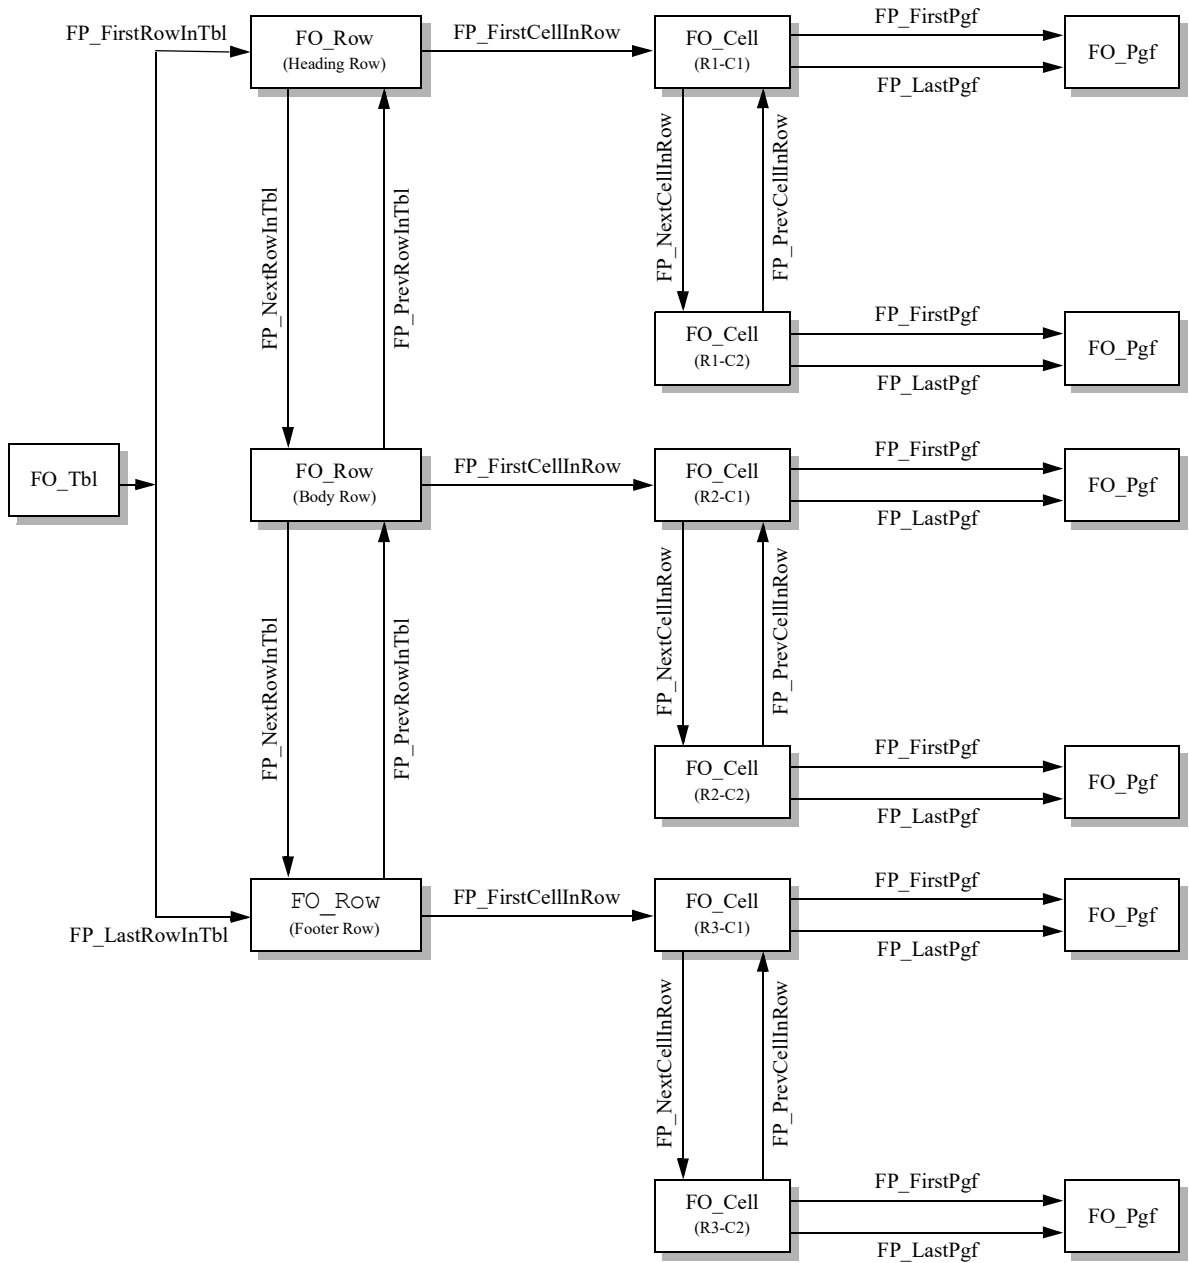 FP_FirstRowInTbl
FO_Row
(Heading Row)
FP_FirstCellInRow
FO_Cell
(R1-C1)
FP_FirstPgf
FP_LastPgf
FO_Pgf
FP_NextRowInTbl
FP_PrevRowInTbl
FP_NextCellInRow
FP_PrevCellInRow
FO_Cell
(R1-C2)
FP_FirstPgf
FP_LastPgf
FO_Pgf
FO_Tbl
FO_Row
(Body Row)
FP_FirstCellInRow
FO_Cell
(R2-C1)
FP_FirstPgf
FP_LastPgf
FO_Pgf
FP_NextRowInTbl
FP_PrevRowInTbl
FP_NextCellInRow
FP_PrevCellInRow
FO_Cell
(R2-C2)
FP_FirstPgf
FP_LastPgf
FO_Pgf
FP_LastRowInTbl
FO_Row
(Footer Row)
FP_FirstCellInRow
FO_Cell
(R3-C1)
FP_FirstPgf
FP_LastPgf
FO_Pgf
FP_NextCellInRow
FP_PrevCellInRow
FO_Cell
(R3-C2)
FP_FirstPgf
FP_LastPgf
FO_Pgf